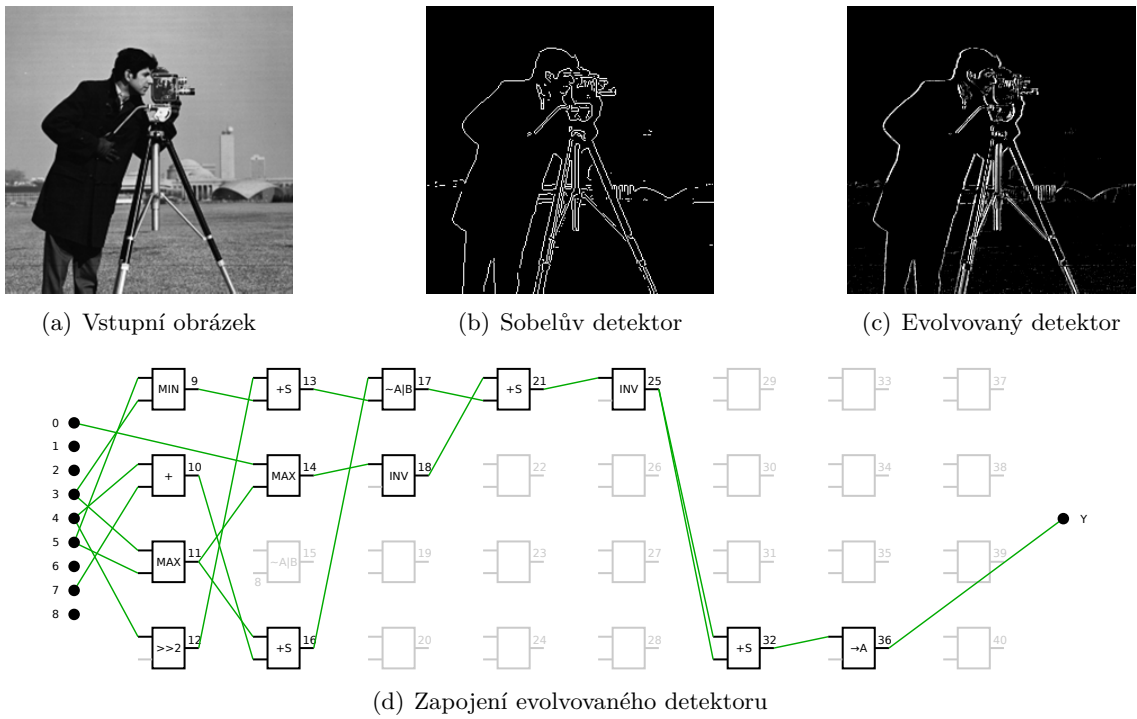 (a) Vstupní obrázek
(b) Sobelův detektor
(c) Evolvovaný detektor
MIN 9
+S 13
~A|B 17
+S 21
INV 25
29
33
37
0
1
2
3
4
5
6
7
8
+ 10
MAX 14
INV 18
22
26
30
34
38
Y
MAX 11
~A|B 15
8
19
23
27
31
35
39
>>2 12
+S 16
20
24
28
+S 32
→A 36
40
(d) Zapojení evolvovaného detektoru